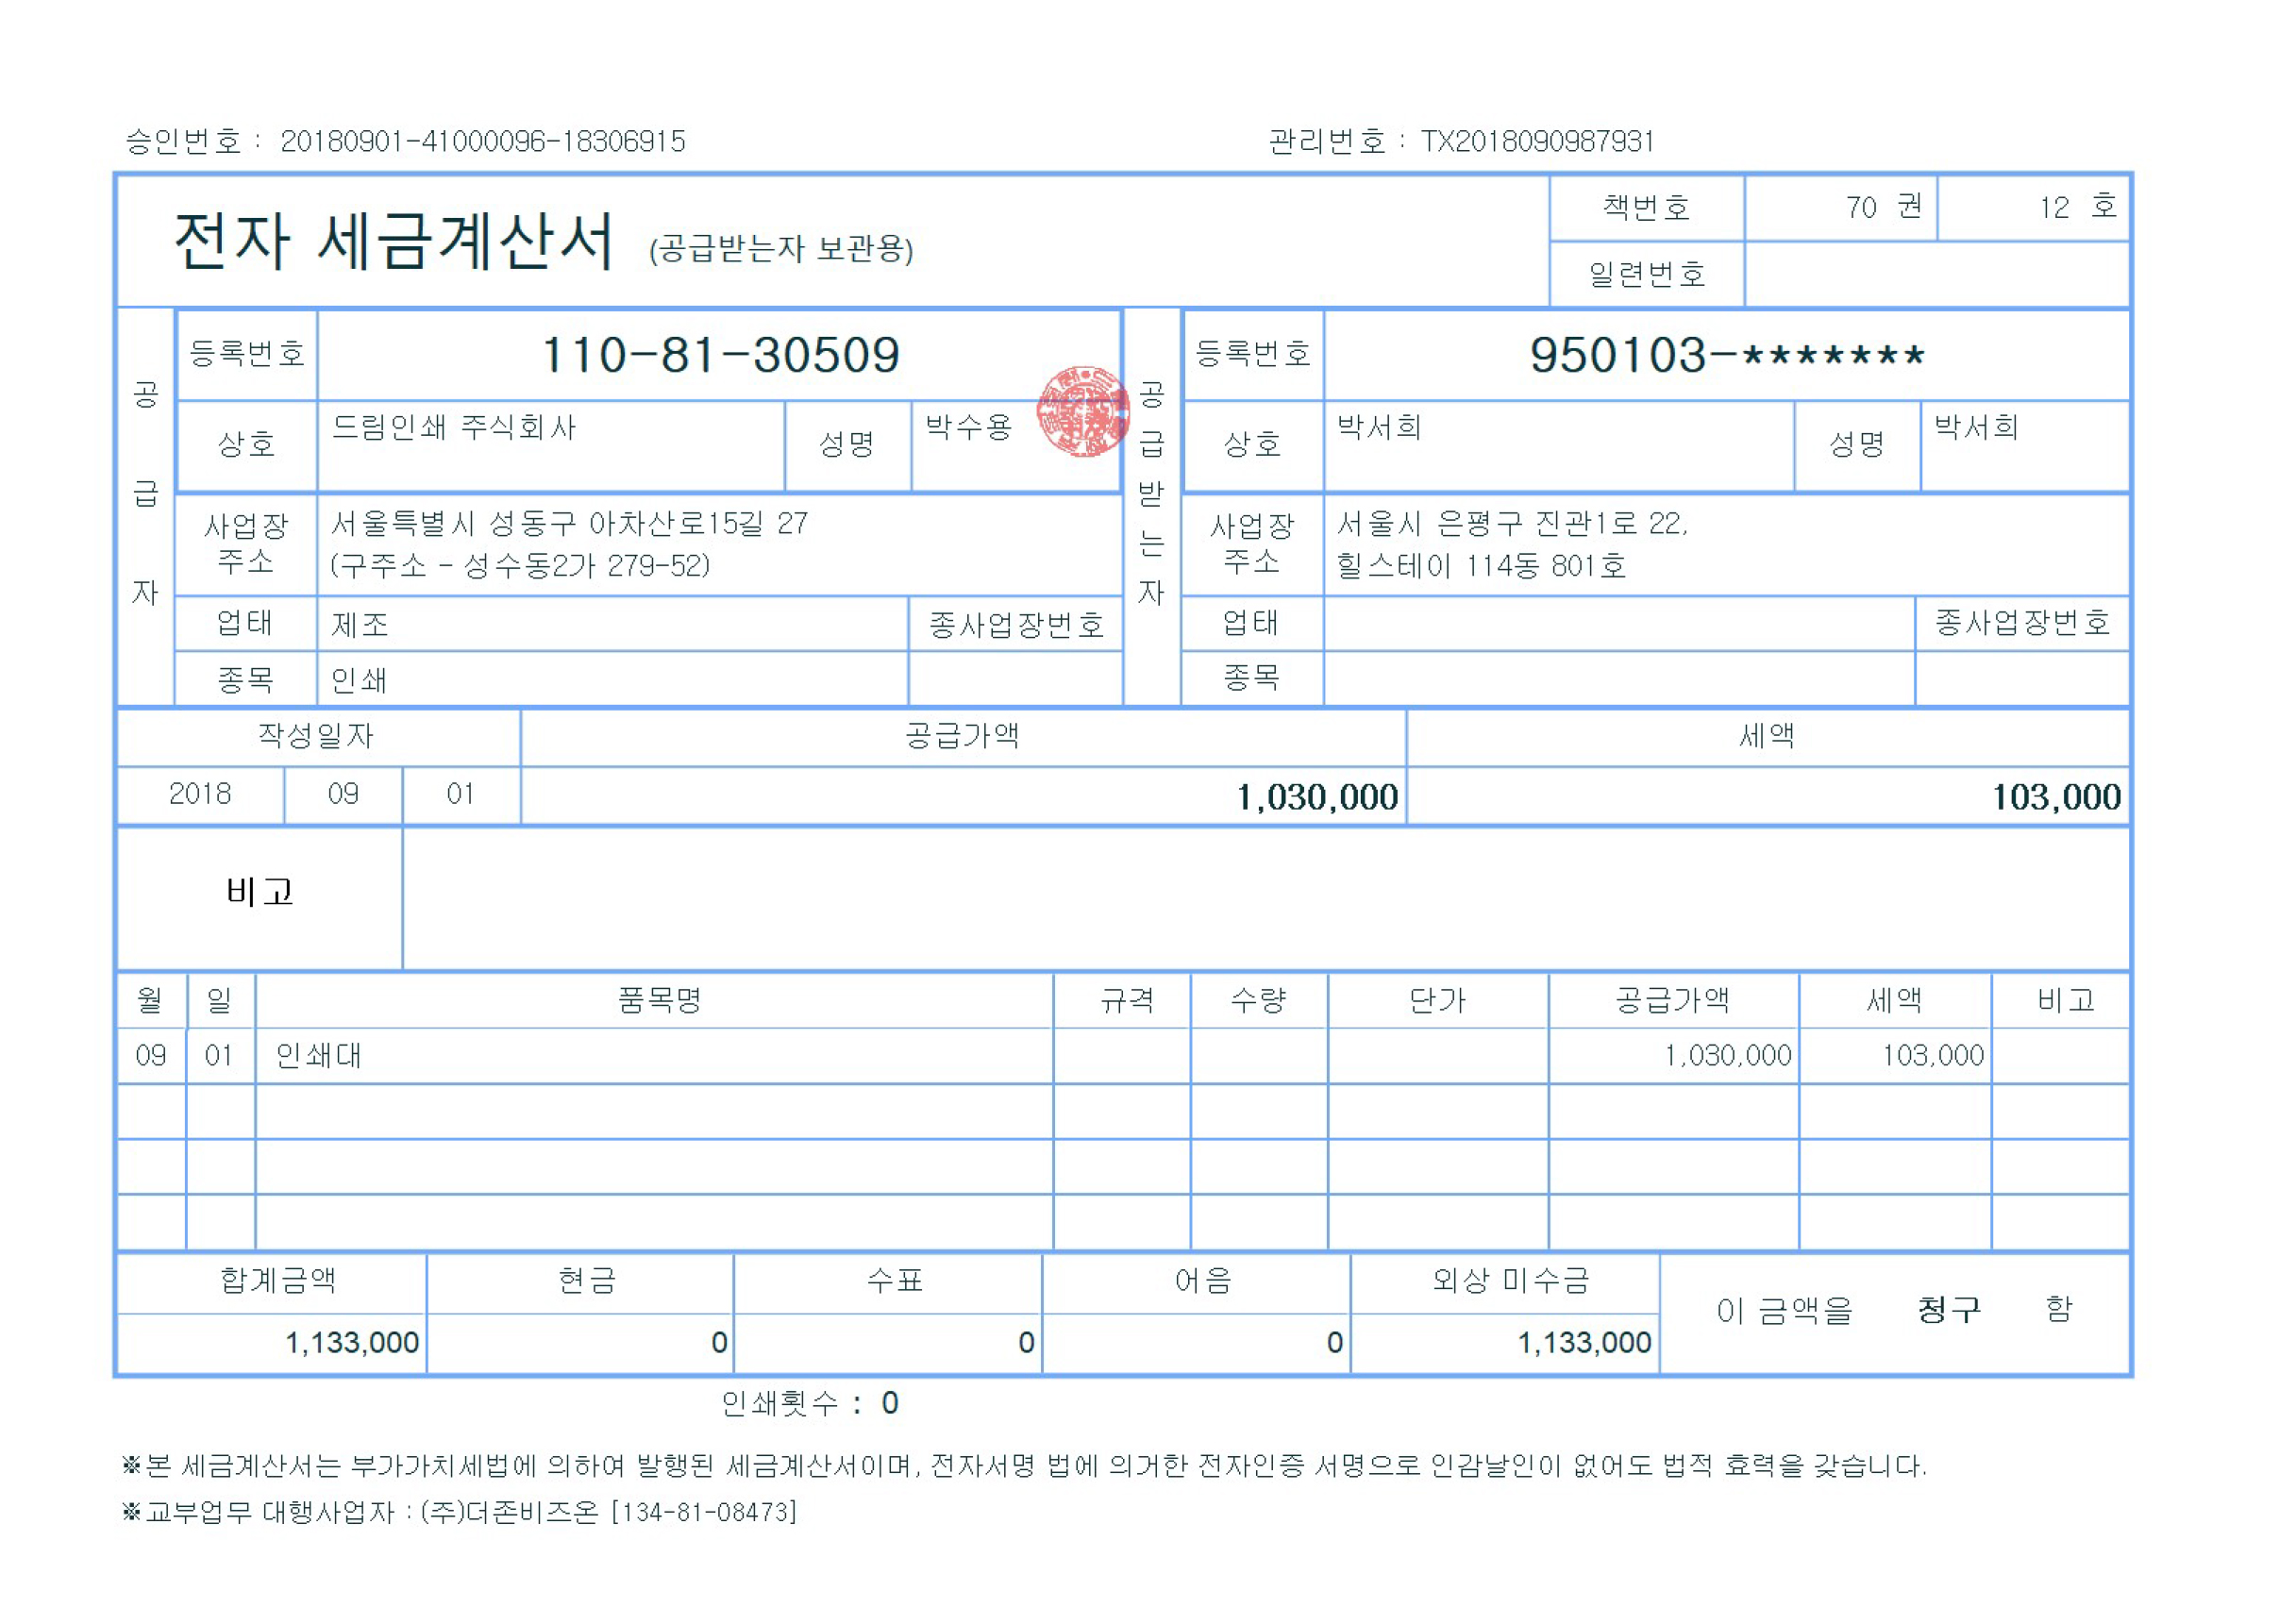 승인번호 : 20180901-41000096-18306915
관리번호 : TX2018090987931
전자 세금계산서 (공급받는자 보관용)
책번호 70 권 12 호
일련번호
공급자
등록번호 110-81-30509
상호 드림인쇄 주식회사 성명 박수용
사업장 주소 서울특별시 성동구 아차산로15길 27
(구주소 - 성수동2가 279-52)
업태 제조 종사업장번호
종목 인쇄
공급받는자
등록번호 950103-*******
상호 박서희 성명 박서희
사업장 주소 서울시 은평구 진관1로 22,
힐스테이 114동 801호
업태 종사업장번호
종목
작성일자 공급가액 세액
2018 09 01 1,030,000 103,000
비고
월 일 품목명 규격 수량 단가 공급가액 세액 비고
09 01 인쇄대 1,030,000 103,000
합계금액 현금 수표 어음 외상 미수금
1,133,000 0 0 0 1,133,000
이 금액을 청구 함
인쇄횟수 : 0
※본 세금계산서는 부가가치세법에 의하여 발행된 세금계산서이며, 전자서명 법에 의거한 전자인증 서명으로 인감날인이 없어도 법적 효력을 갖습니다.
※교부업무 대행사업자 : (주)더존비즈온 [134-81-08473]